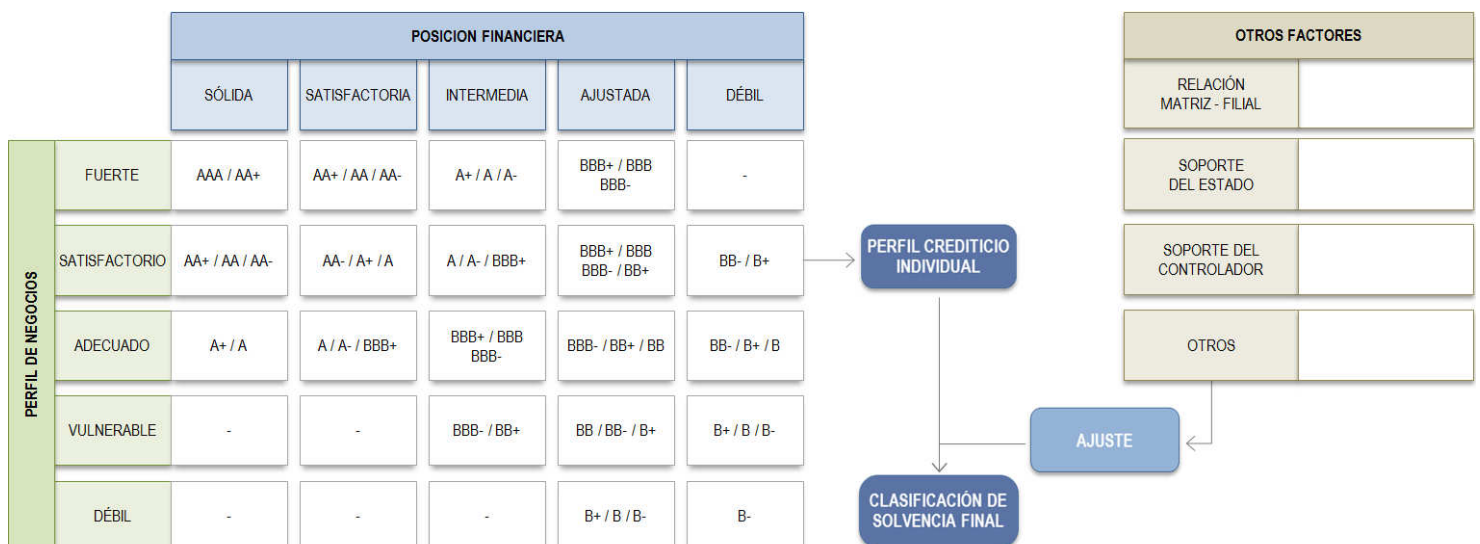 POSICION FINANCIERA
SÓLIDA
SATISFACTORIA
INTERMEDIA
AJUSTADA
DÉBIL
PERFIL DE NEGOCIOS
FUERTE
AAA / AA+
AA+ / AA / AA-
A+ / A / A-
BBB+ / BBB
BBB-
-
SATISFACTORIO
AA+ / AA / AA-
AA- / A+ / A
A / A- / BBB+
BBB+ / BBB
BBB- / BB+
BB- / B+
ADECUADO
A+ / A
A / A- / BBB+
BBB+ / BBB
BBB-
BBB- / BB+ / BB
BB- / B+ / B
VULNERABLE
-
-
BBB- / BB+
BB / BB- / B+
B+ / B / B-
DÉBIL
-
-
-
B+ / B / B-
B-
PERFIL CREDITICIO
INDIVIDUAL
CLASIFICACIÓN DE
SOLVENCIA FINAL
AJUSTE
OTROS FACTORES
RELACIÓN
MATRIZ - FILIAL
SOPORTE
DEL ESTADO
SOPORTE DEL
CONTROLADOR
OTROS